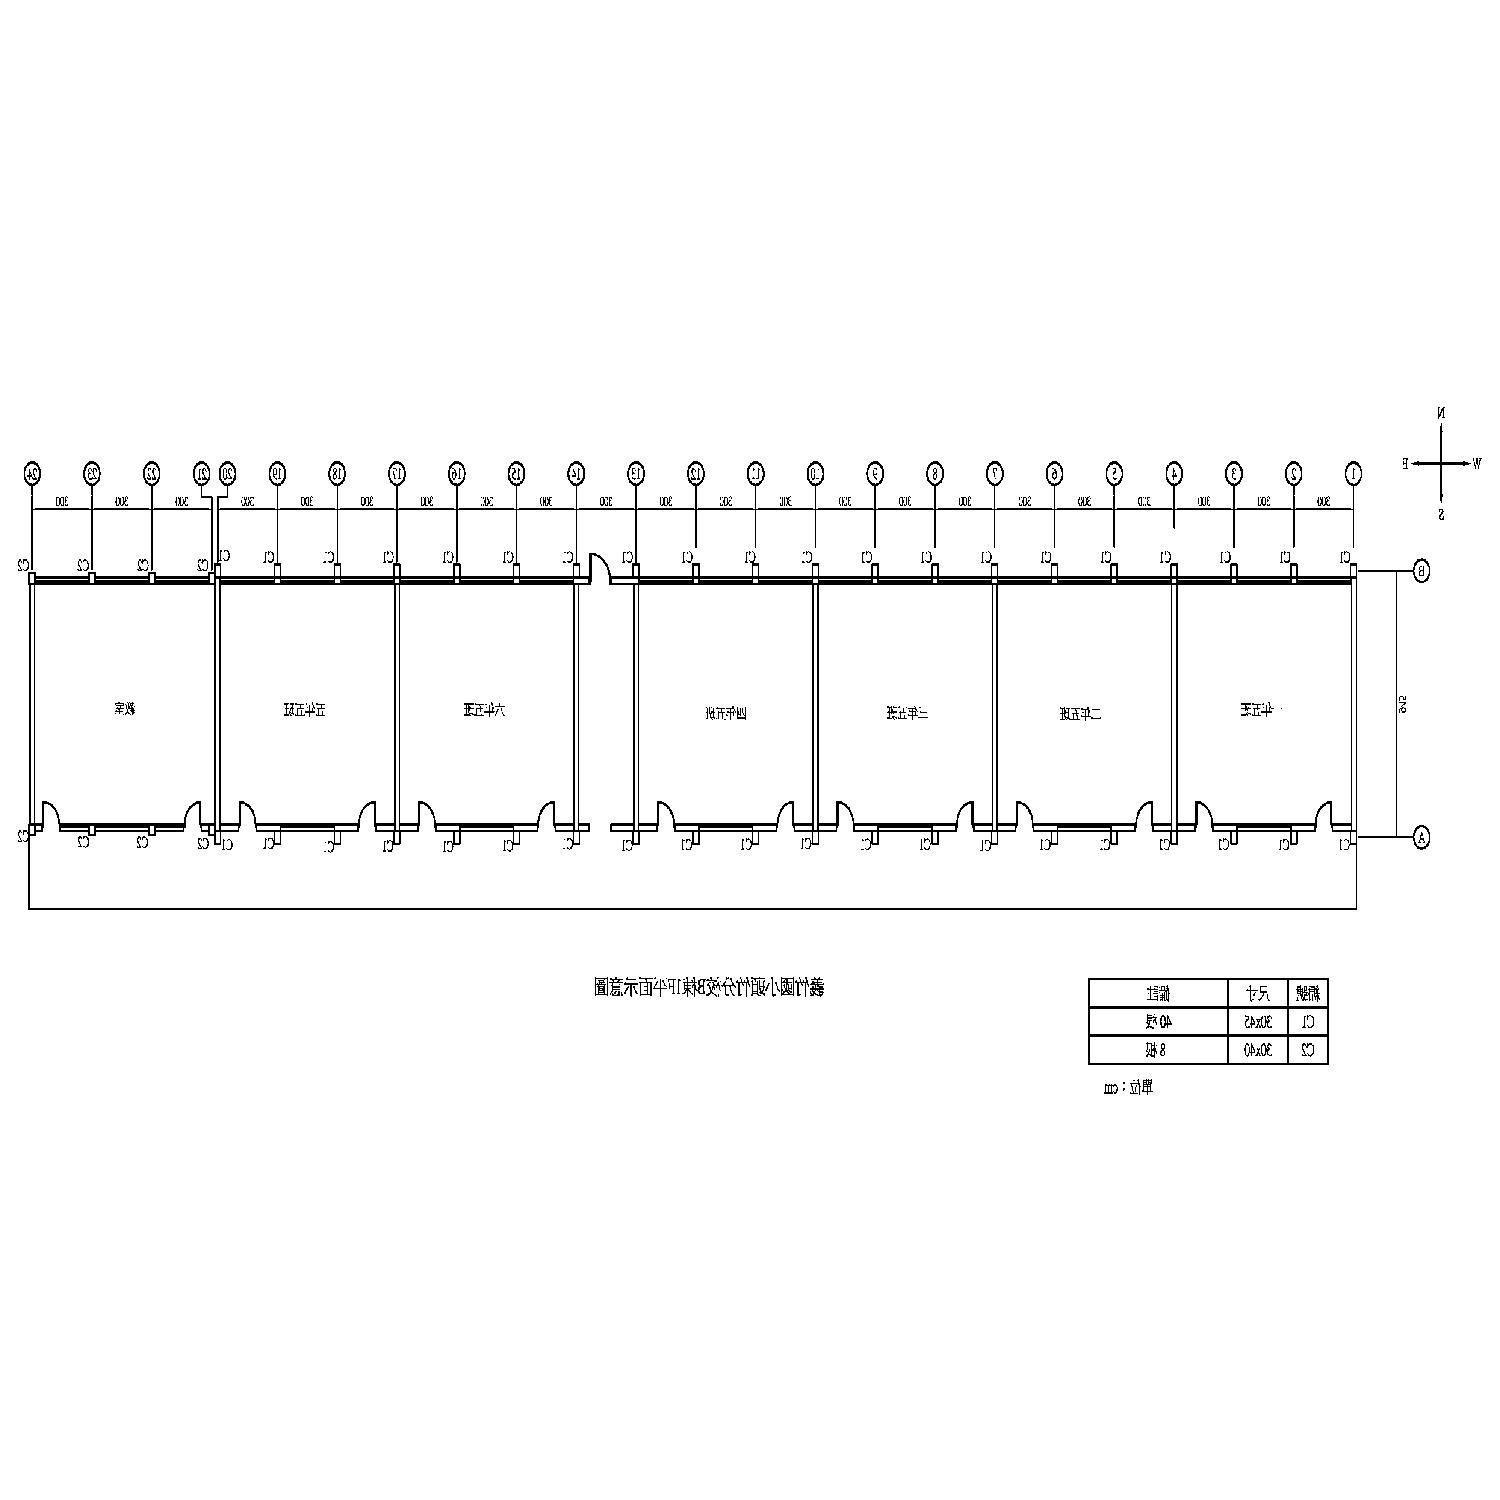 N
W E
S
1 2 3 4 5 6 7 8 9 10 11 12 13 14 15 16 17 18 19 20 21 22 23 24
300 300 300 300 300 300 300 300 300 300 300 300 300 300 300 300 300 300 300 300 300 300
C1 C1 C1 C1 C1 C1 C1 C1 C1 C1 C1 C1 C1 C1 C1 C1 C1 C1 C1 C1 C2 C2 C2 C2
B
一年五班 二年五班 三年五班 四年五班 六年五班 五年五班 教室
A
C1 C1 C1 C1 C1 C1 C1 C1 C1 C1 C1 C1 C1 C1 C1 C1 C1 C1 C1 C1 C2 C2 C2 C2
義竹國小頭竹分校B棟1F平面示意圖
編號 尺寸 備註
C1 30x45 40根
C2 30x40 8根
單位：cm